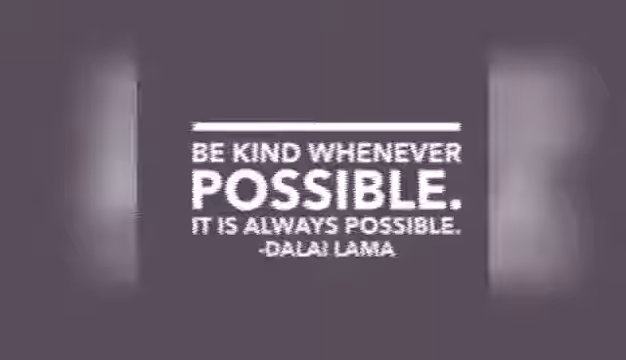 BE KIND WHENEVER
POSSIBLE.
IT IS ALWAYS POSSIBLE.
-DALAI LAMA